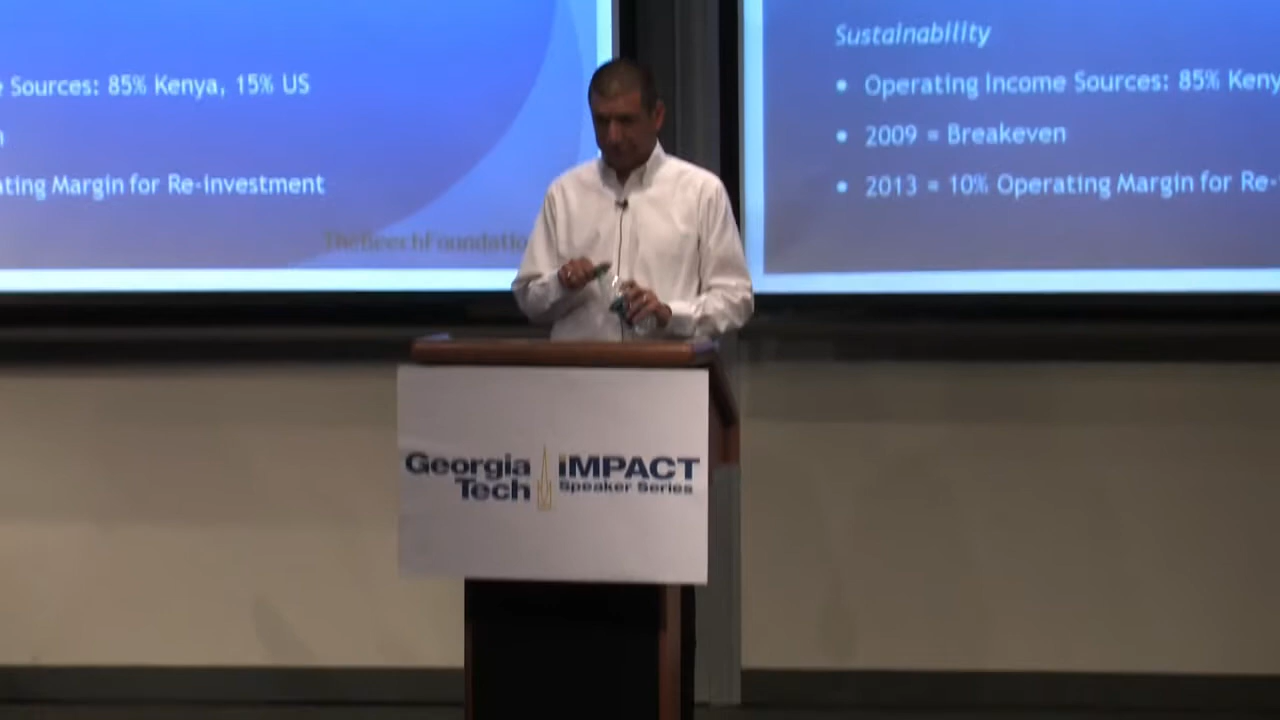 e Sources: 85% Kenya, 15% US
ating Margin for Re-investment
TheBeechFoundatio
Sustainability
• Operating Income Sources: 85% Keny
• 2009 = Breakeven
• 2013 = 10% Operating Margin for Re-
Georgia Tech
iMPACT
Speaker Series